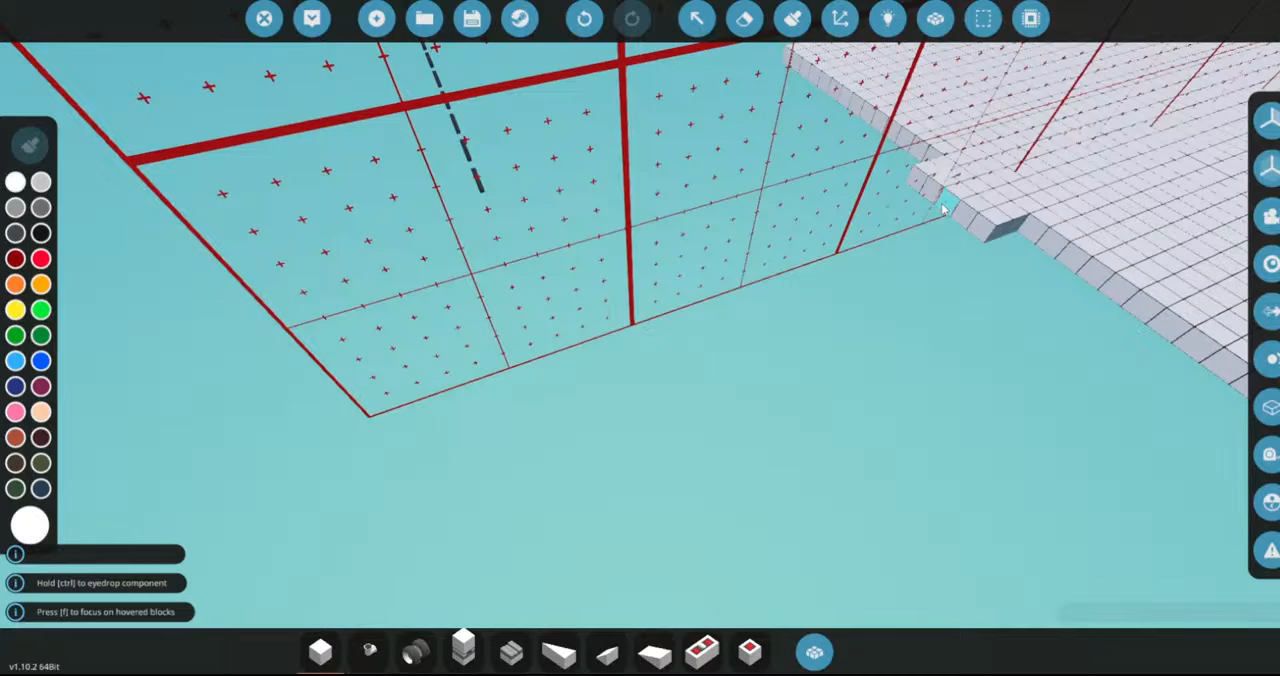 Hold [ctrl] to eyedrop component
Press [f] to focus on hovered blocks
v1.10.2 64Bit